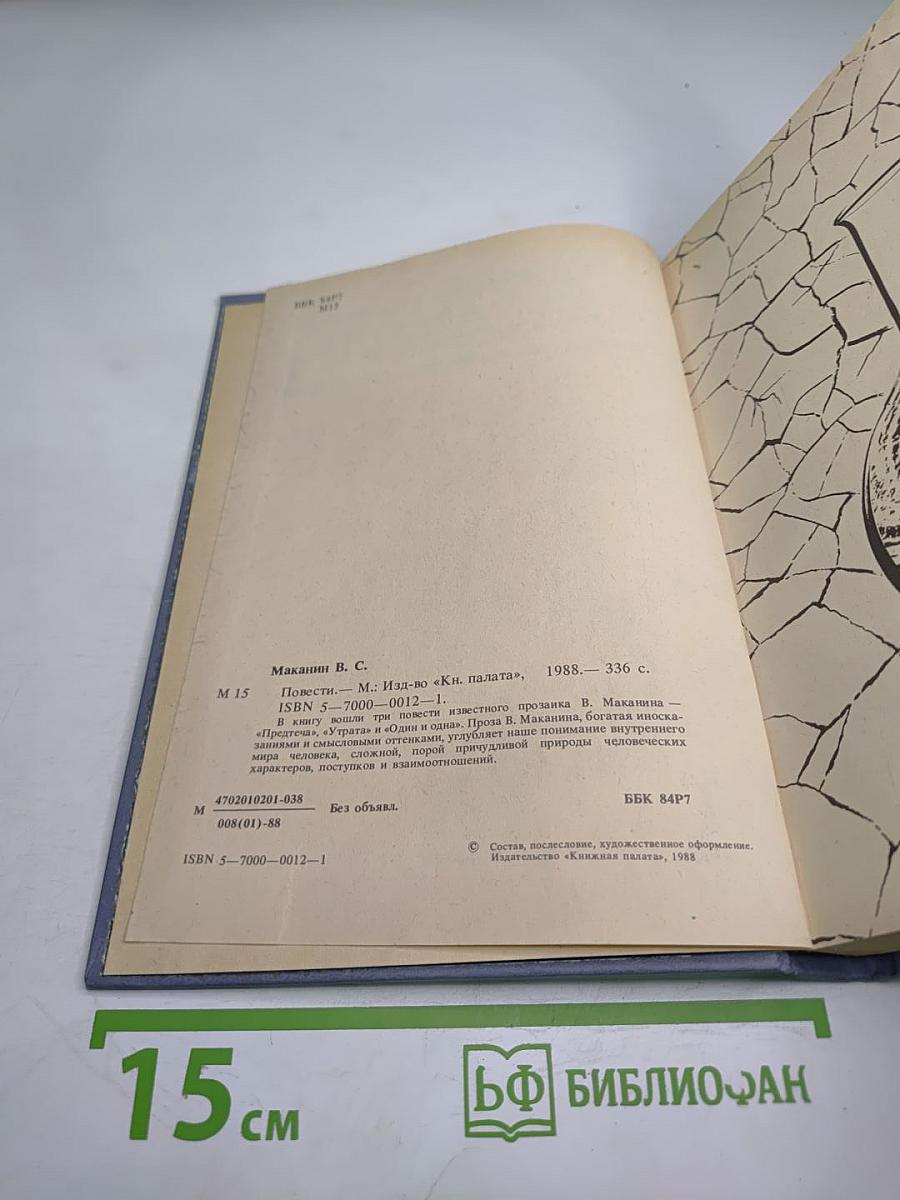 ББК 84Р7
М15
Маканин В. С.
М 15 Повести.— М.: Изд-во «Кн. палата», 1988.— 336 с.
ISBN 5—7000—0012—1.
В книгу вошли три повести известного прозаика В. Маканина —
«Предтеча», «Утрата» и «Один и одна». Проза В. Маканина, богатая иноска-
заниями и смысловыми оттенками, углубляет наше понимание внутреннего
мира человека, сложной, порой причудливой природы человеческих
характеров, поступков и взаимоотношений.
М 4702010201-038 Без объявл. ББК 84Р7
008(01)-88
ISBN 5—7000—0012—1
© Состав, послесловие, художественное оформление.
Издательство «Книжная палата», 1988
15 см
БФ БИБЛИОФАН